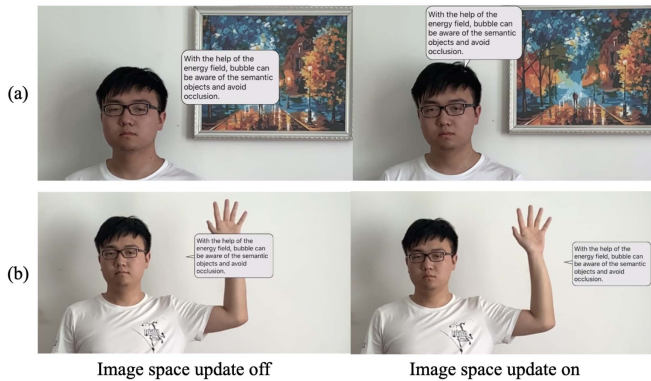 (a)
With the help of the
energy field, bubble can
be aware of the semantic
objects and avoid
occlusion.
With the help of the
energy field, bubble can
be aware of the semantic
objects and avoid
occlusion.
(b)
With the help of the
energy field, bubble can
be aware of the semantic
objects and avoid
occlusion.
With the help of the
energy field, bubble can
be aware of the semantic
objects and avoid
occlusion.
Image space update off
Image space update on